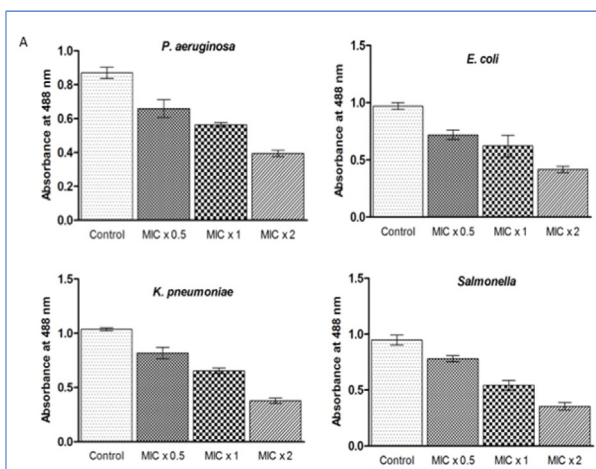 A
P. aeruginosa
Absorbance at 488 nm
1.0
0.8
0.6
0.4
0.2
0.0
Control
MIC x 0.5
MIC x 1
MIC x 2
E. coli
Absorbance at 488 nm
1.5
1.0
0.5
0.0
Control
MIC x 0.5
MIC x 1
MIC x 2
K. pneumoniae
Absorbance at 488 nm
1.5
1.0
0.5
0.0
Control
MIC x 0.5
MIC x 1
MIC x 2
Salmonella
Absorbance at 488 nm
1.5
1.0
0.5
0.0
Control
MIC x 0.5
MIC x 1
MIC x 2